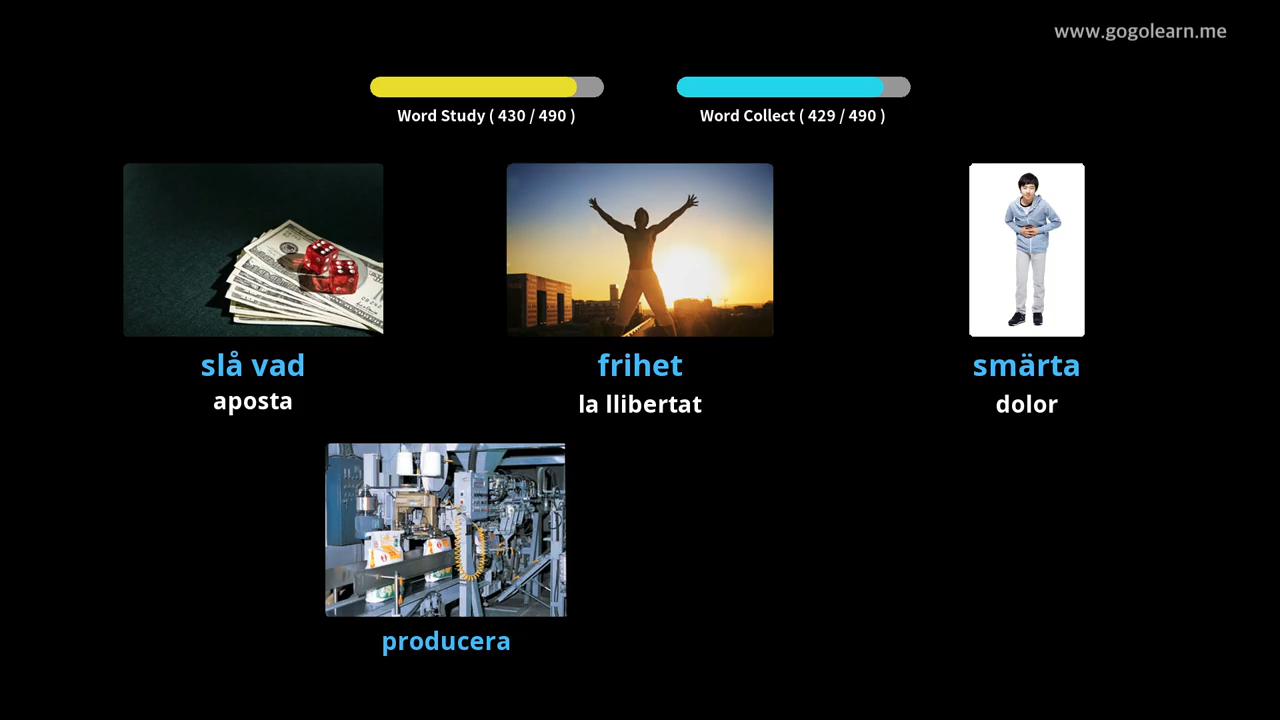 www.gogolearn.me
Word Study ( 430 / 490 )
Word Collect ( 429 / 490 )
slå vad
aposta
frihet
la llibertat
smärta
dolor
producera